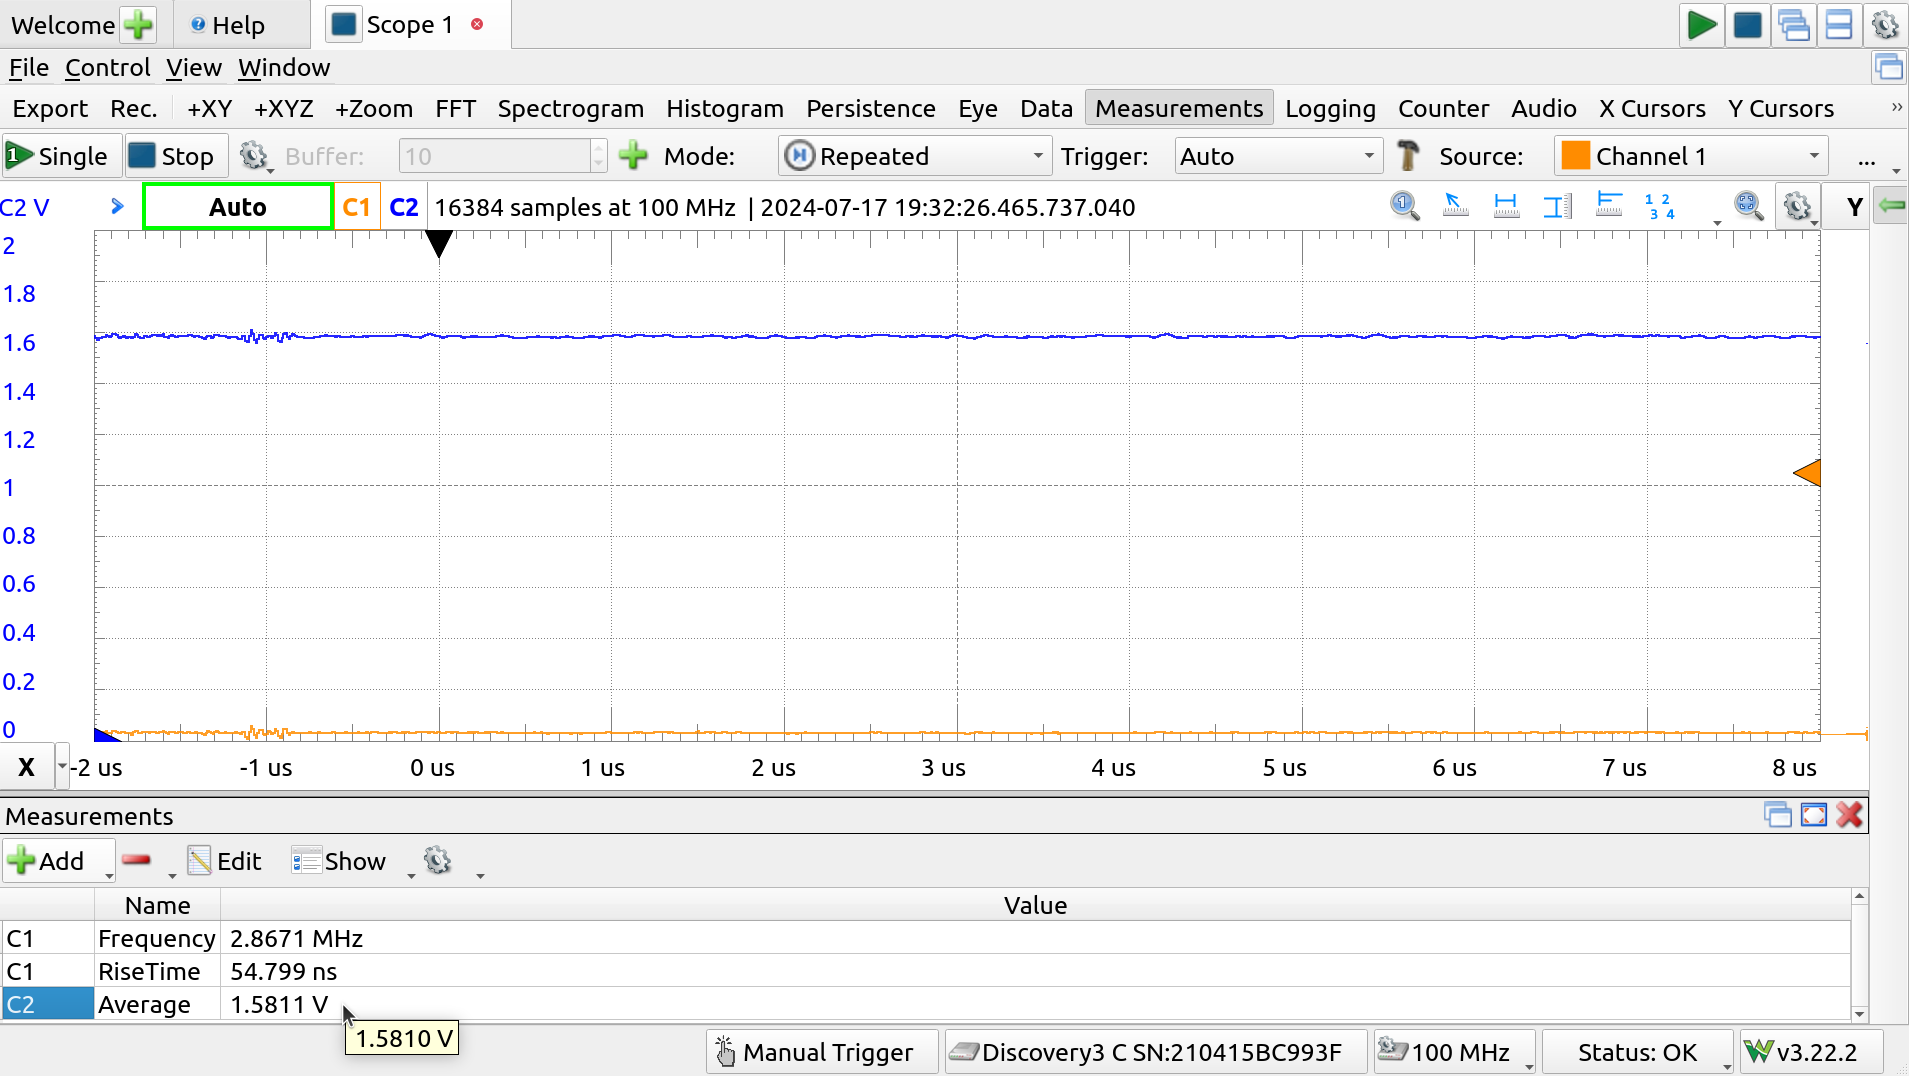 Welcome Help Scope 1
File Control View Window
Export Rec. +XY +XYZ +Zoom FFT Spectrogram Histogram Persistence Eye Data Measurements Logging Counter Audio X Cursors Y Cursors »
1 Single Stop Buffer: 10 Mode: Repeated Trigger: Auto Source: Channel 1 ...
C2 V Auto C1 C2 16384 samples at 100 MHz | 2024-07-17 19:32:26.465.737.040 1 1 2 3 4 Y
2
1.8
1.6
1.4
1.2
1
0.8
0.6
0.4
0.2
0
X -2 us -1 us 0 us 1 us 2 us 3 us 4 us 5 us 6 us 7 us 8 us
Measurements
Add Edit Show
Name Value
C1 Frequency 2.8671 MHz
C1 RiseTime 54.799 ns
C2 Average 1.5811 V
1.5810 V
Manual Trigger Discovery3 C SN:210415BC993F 100 MHz Status: OK v3.22.2